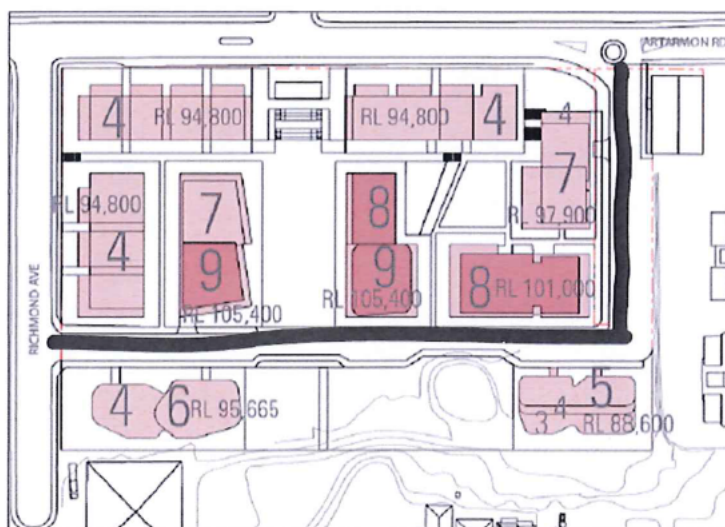 ARTARMON RD
4
RL 94,800
RL 94,800
4
4
7
RL 97,900
RL 94,800
4
7
9
RL 105,400
8
9
RL 105,400
8
RL 101,000
RICHMOND AVE
4
6
RL 95,665
5
4
3
RL 88,600